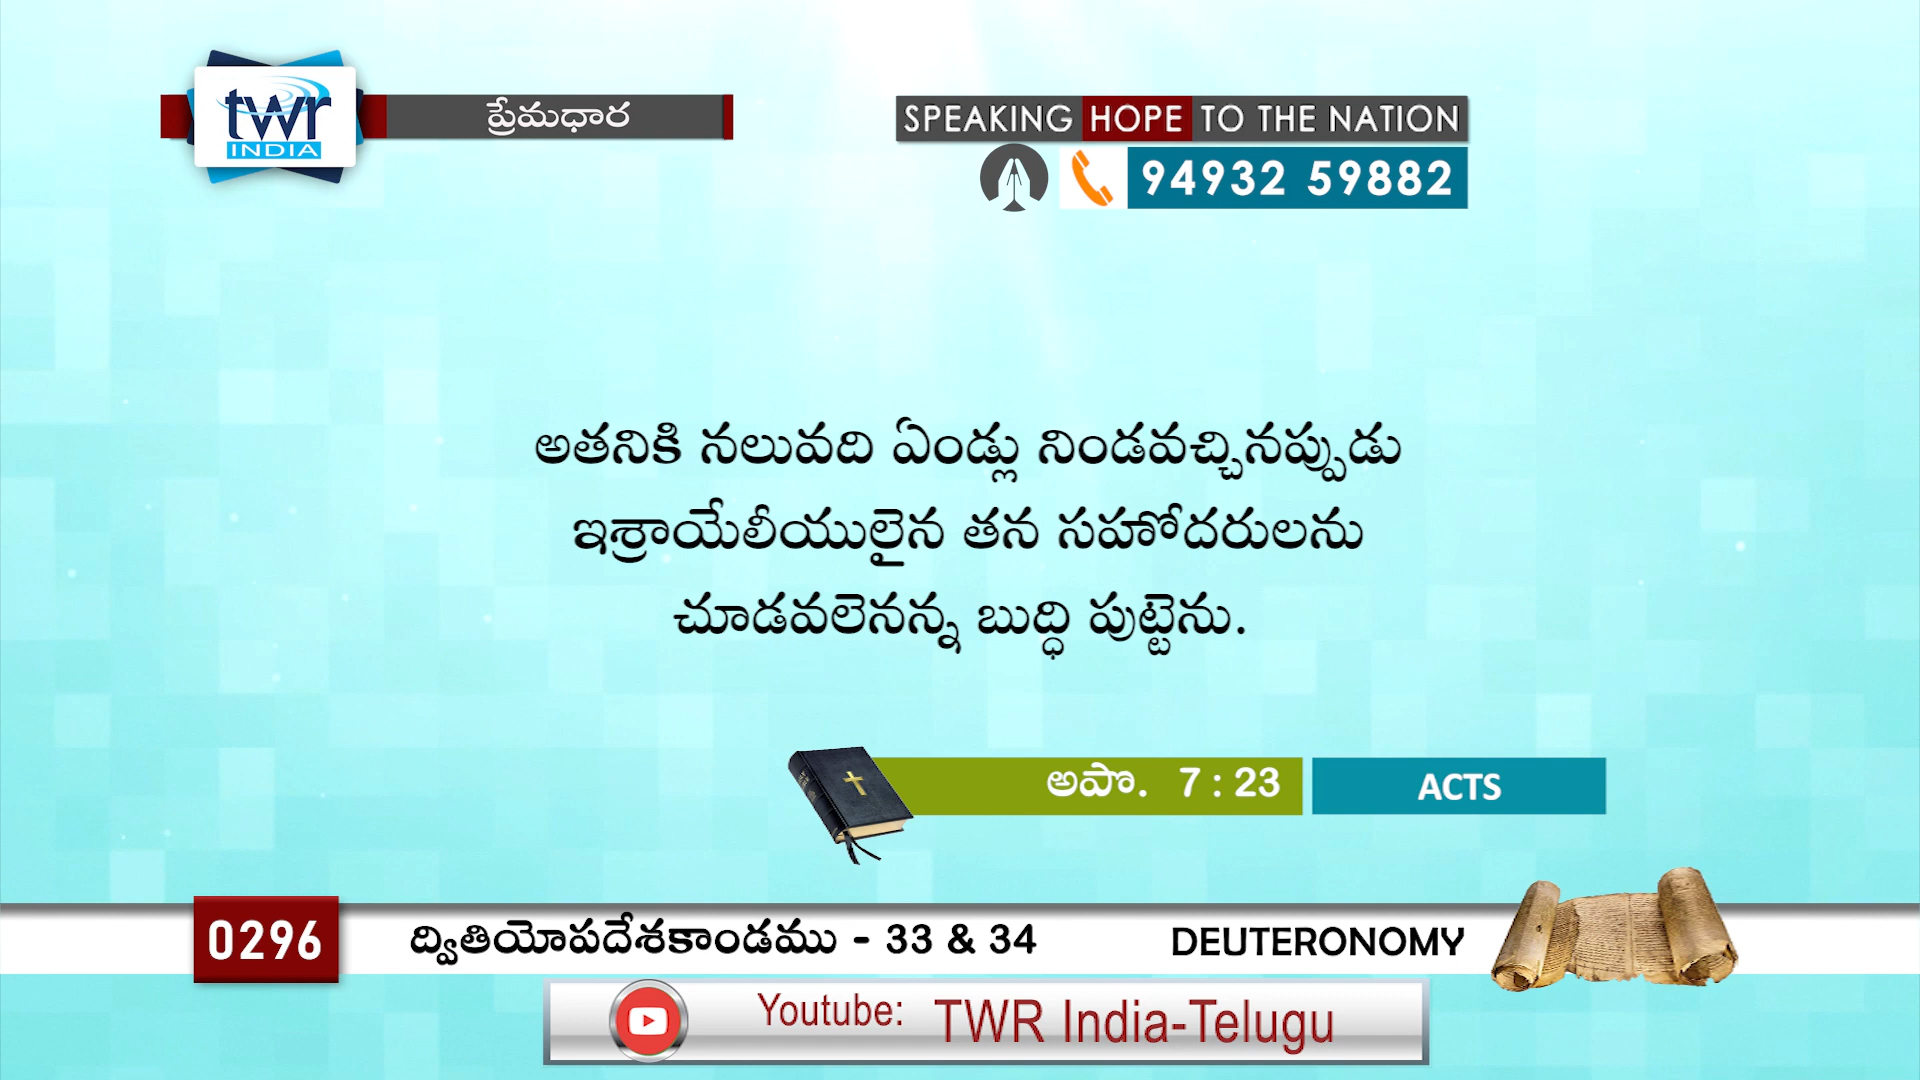 twr
INDIA
ప్రేమధార
SPEAKING HOPE TO THE NATION
94932 59882
అతనికి నలువది ఏండ్లు నిండవచ్చినప్పుడు
ఇశ్రాయేలీయులైన తన సహోదరులను
చూడవలెనన్న బుద్ధి పుట్టెను.
అపొ. 7 : 23
ACTS
0296
ద్వితియోపదేశకాండము - 33 & 34
DEUTERONOMY
Youtube: TWR India-Telugu